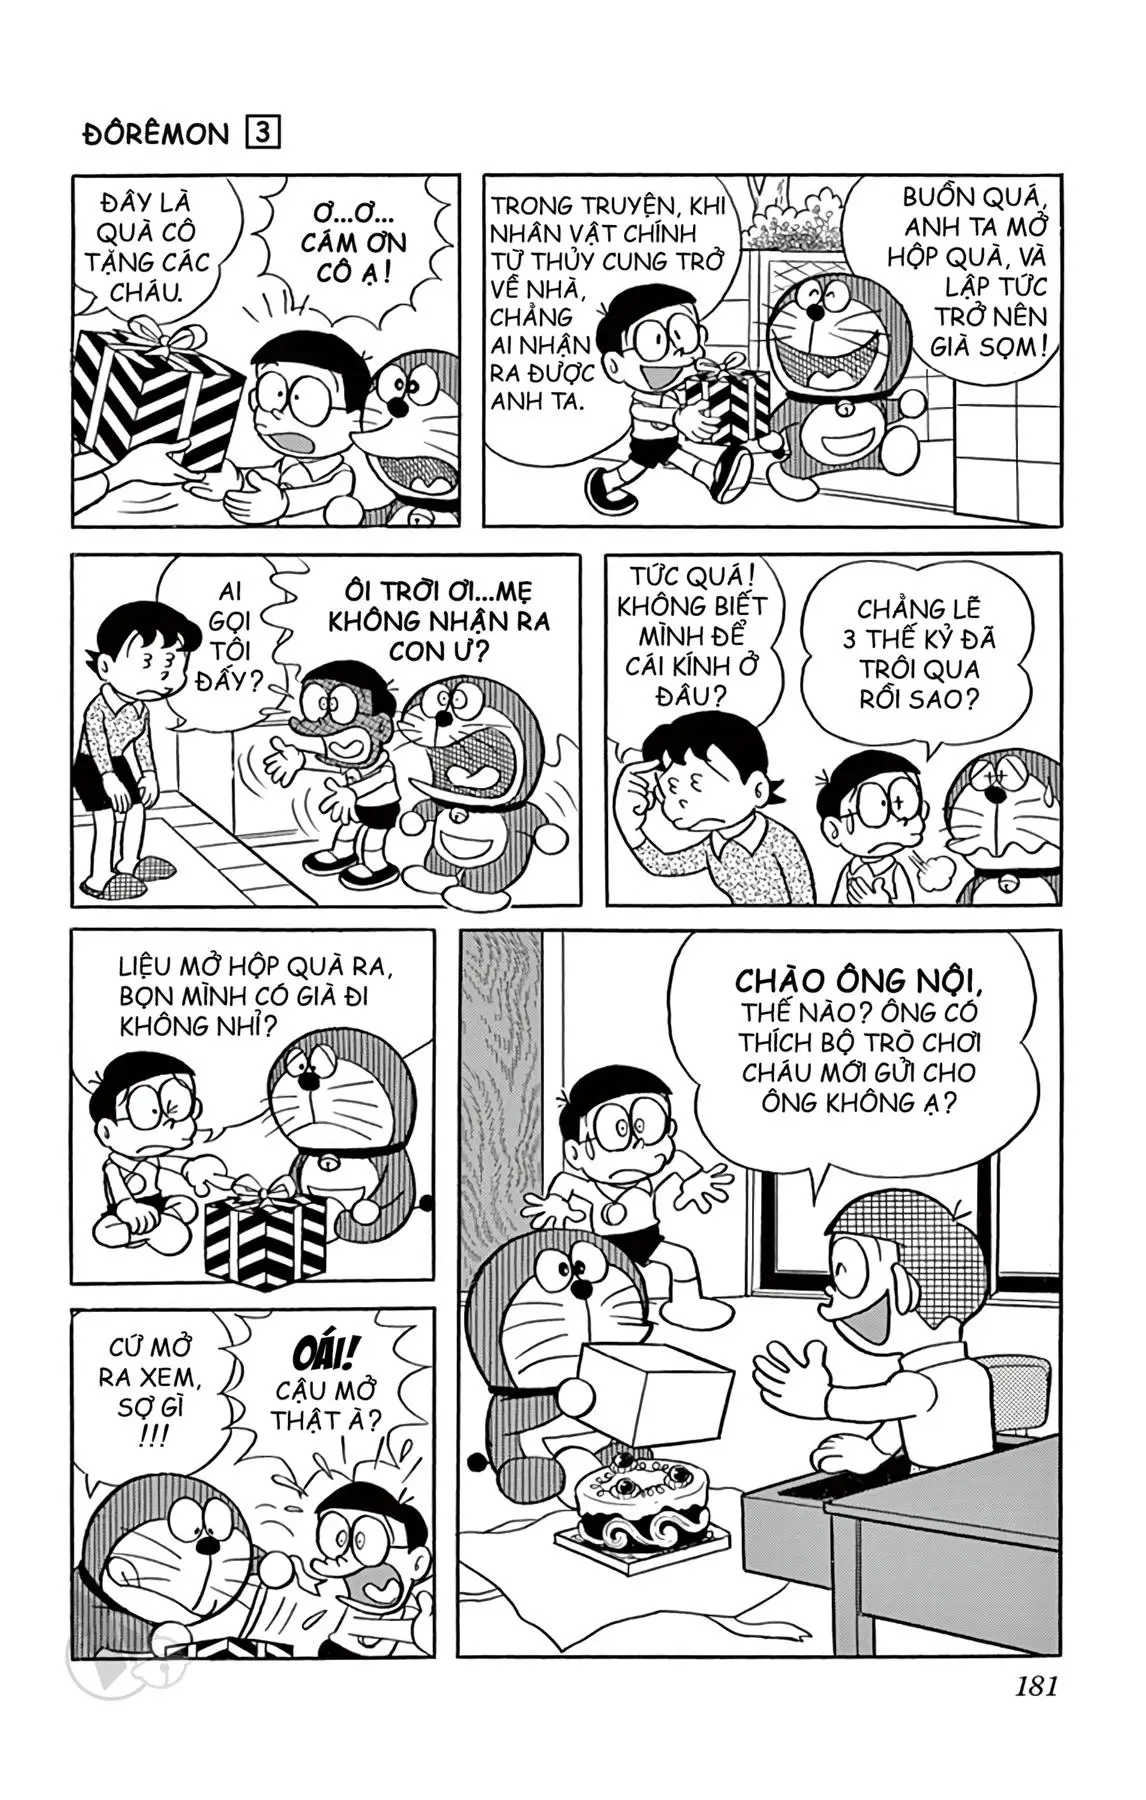 ĐÔRÊMON 3
ĐÂY LÀ
QUÀ CÔ
TẶNG CÁC
CHÁU.
Ơ...Ơ...
CÁM ƠN
CÔ Ạ!
TRONG TRUYỆN, KHI
NHÂN VẬT CHÍNH
TỪ THỦY CUNG TRỞ
VỀ NHÀ,
CHẲNG
AI NHẬN
RA ĐƯỢC
ANH TA.
BUỒN QUÁ,
ANH TA MỞ
HỘP QUÀ, VÀ
LẬP TỨC
TRỞ NÊN
GIÀ SỌM!
AI
GỌI
TÔI
ĐẤY?
ÔI TRỜI ƠI...MẸ
KHÔNG NHẬN RA
CON Ư?
TỨC QUÁ!
KHÔNG BIẾT
MÌNH ĐỂ
CÁI KÍNH Ở
ĐÂU?
CHẲNG LẼ
3 THẾ KỶ ĐÃ
TRÔI QUA
RỒI SAO?
LIỆU MỞ HỘP QUÀ RA,
BỌN MÌNH CÓ GIÀ ĐI
KHÔNG NHỈ?
CỨ MỞ
RA XEM,
SỢ GÌ
!!!
OÁI!
CẬU MỞ
THẬT À?
CHÀO ÔNG NỘI,
THẾ NÀO? ÔNG CÓ
THÍCH BỘ TRÒ CHƠI
CHÁU MỚI GỬI CHO
ÔNG KHÔNG Ạ?
181